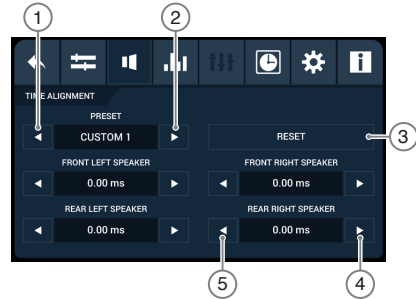 1 2
TIME ALIGNMENT
PRESET
CUSTOM 1 RESET
3
FRONT LEFT SPEAKER FRONT RIGHT SPEAKER
0.00 ms 0.00 ms
REAR LEFT SPEAKER REAR RIGHT SPEAKER
0.00 ms 0.00 ms
5 4